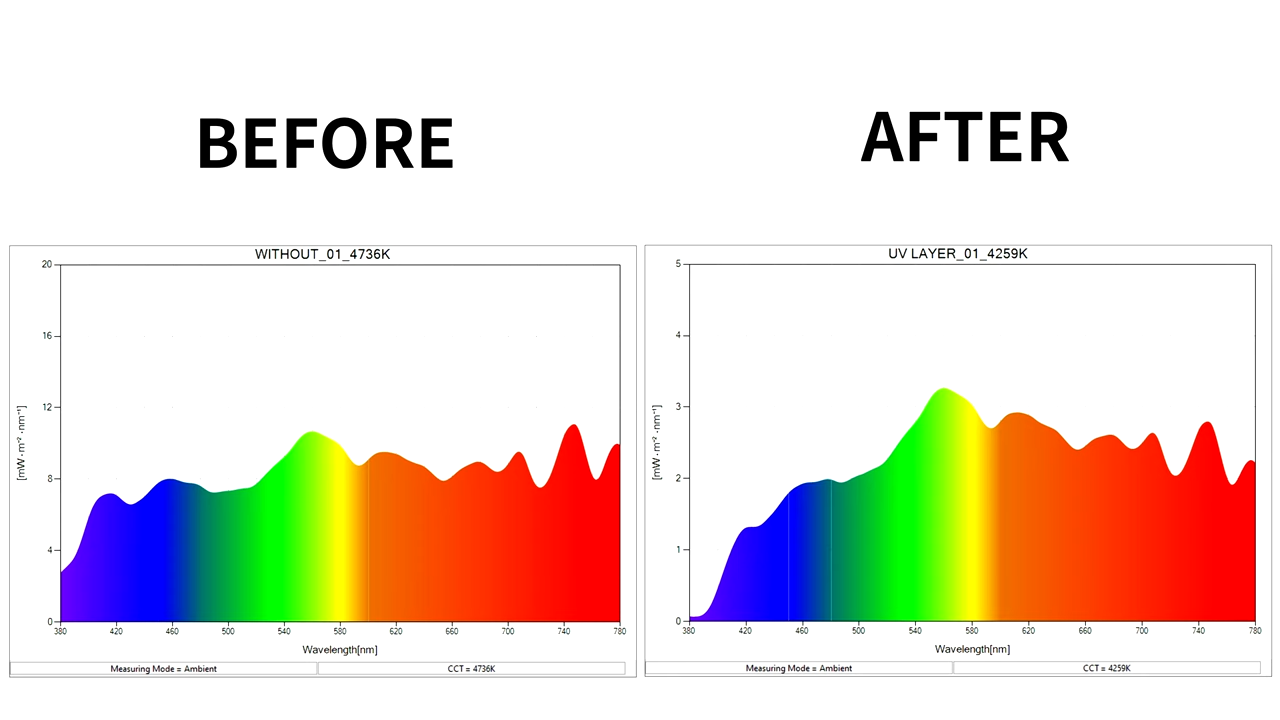 BEFORE
AFTER
WITHOUT_01_4736K
20
16
12
8
4
0
[mW·m⁻²·nm⁻¹]
380 420 460 500 540 580 620 660 700 740 780
Wavelength[nm]
Measuring Mode = Ambient
CCT = 4736K
UV LAYER_01_4259K
5
4
3
2
1
0
[mW·m⁻²·nm⁻¹]
380 420 460 500 540 580 620 660 700 740 780
Wavelength[nm]
Measuring Mode = Ambient
CCT = 4259K